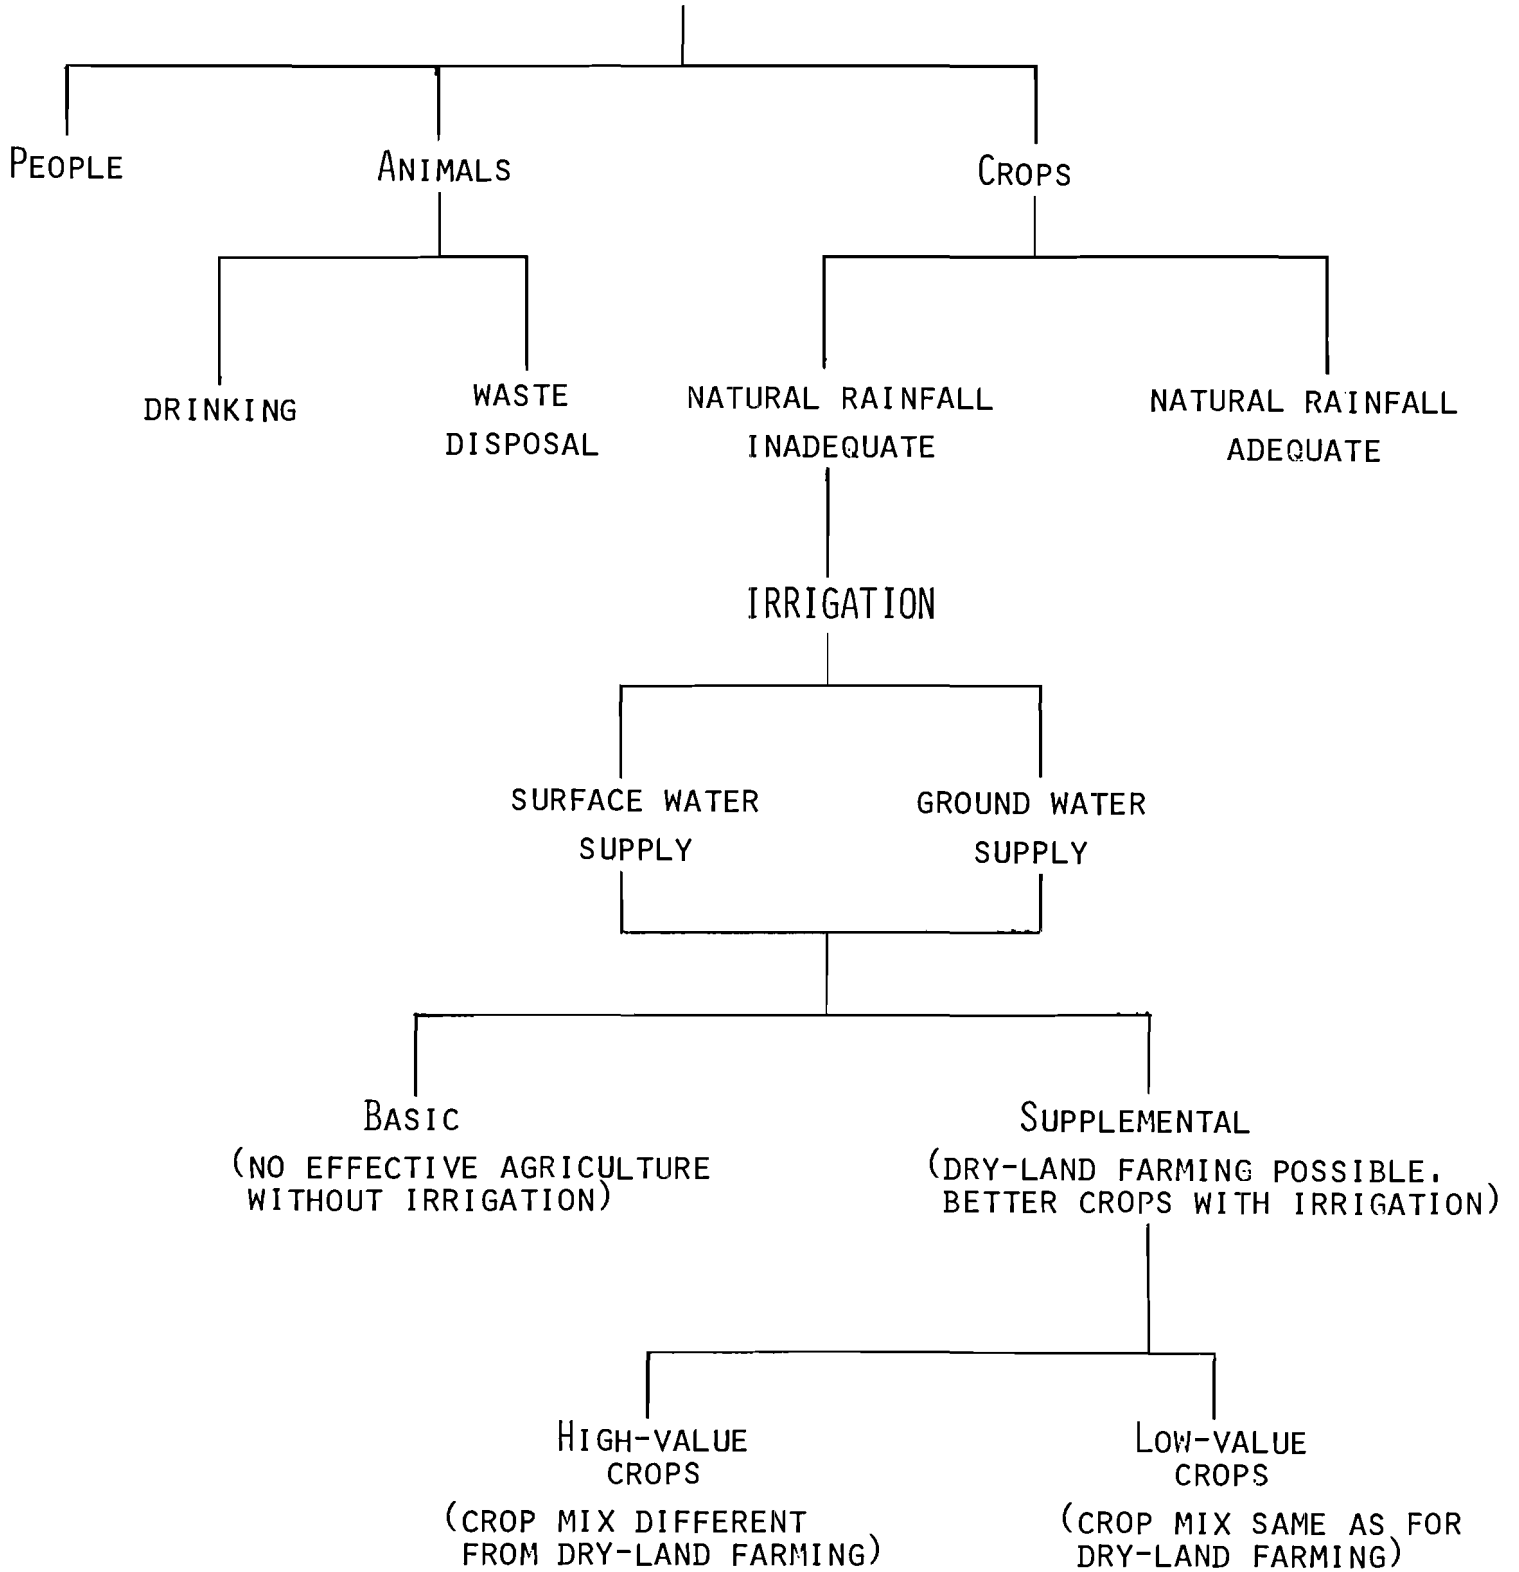 PEOPLE
ANIMALS
CROPS
DRINKING
WASTE
DISPOSAL
NATURAL RAINFALL
INADEQUATE
NATURAL RAINFALL
ADEQUATE
IRRIGATION
SURFACE WATER
SUPPLY
GROUND WATER
SUPPLY
BASIC
(NO EFFECTIVE AGRICULTURE
WITHOUT IRRIGATION)
SUPPLEMENTAL
(DRY-LAND FARMING POSSIBLE.
BETTER CROPS WITH IRRIGATION)
HIGH-VALUE
CROPS
(CROP MIX DIFFERENT
FROM DRY-LAND FARMING)
LOW-VALUE
CROPS
(CROP MIX SAME AS FOR
DRY-LAND FARMING)